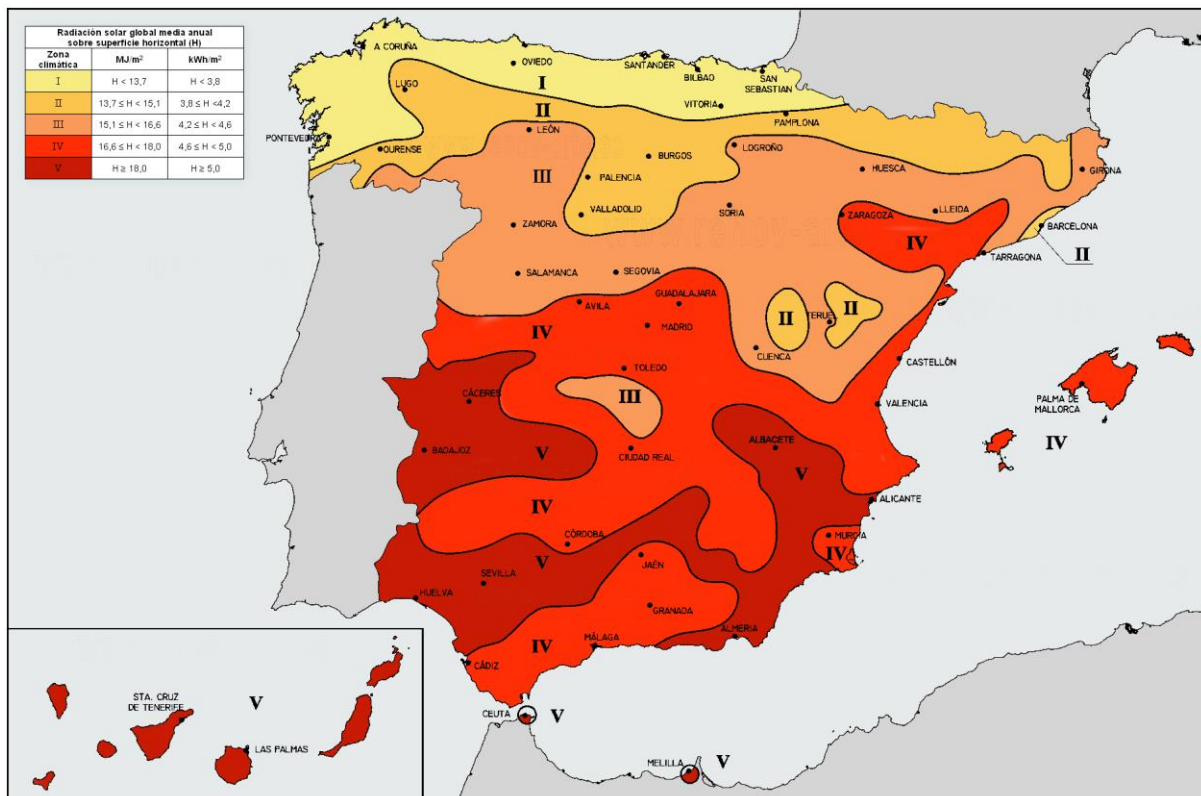 Radiación solar global media anual
sobre superficie horizontal (H)
Zona
climática
MJ/m²
kWh/m²
I
H < 13,7
H < 3,8
II
13,7 ≤ H < 15,1
3,8 ≤ H <4,2
III
15,1 ≤ H < 16,6
4,2 ≤ H < 4,6
IV
16,6 ≤ H < 18,0
4,6 ≤ H < 5,0
V
H ≥ 18,0
H ≥ 5,0
A CORUÑA
OVIEDO
SANTANDER
BILBAO
SAN
SEBASTIAN
I
LUGO
VITORIA
II
PAMPLONA
PONTEVEDRA
LEÓN
OURENSE
BURGOS
LOGROÑO
HUESCA
GIRONA
III
PALENCIA
VALLADOLID
SORIA
ZARAGOZA
LLEIDA
BARCELONA
ZAMORA
IV
II
TARRAGONA
SALAMANCA
SEGOVIA
AVILA
GUADALAJARA
II
II
TERUEL
IV
MADRID
CUENCA
CASTELLÓN
TOLEDO
III
CÁCERES
VALENCIA
PALMA DE
MALLORCA
IV
ALBACETE
BADAJOZ
V
CIUDAD REAL
V
IV
ALICANTE
CÓRDOBA
MURCIA
IV
V
JAÉN
SEVILLA
HUELVA
GRANADA
ALMERIA
IV
MÁLAGA
CÁDIZ
CEUTA
V
MELILLA
V
STA. CRUZ
DE TENERIFE
V
LAS PALMAS